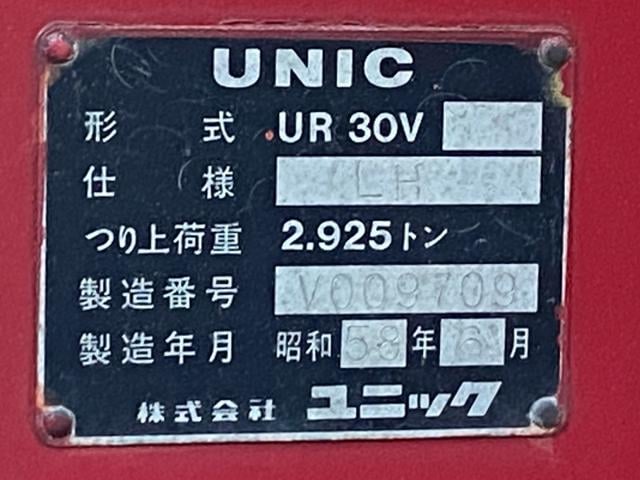 UNIC
形式 UR 30V
仕様 LH
つり上荷重 2.925トン
製造番号 V009709
製造年月 昭和58年6月
株式会社 ユニック